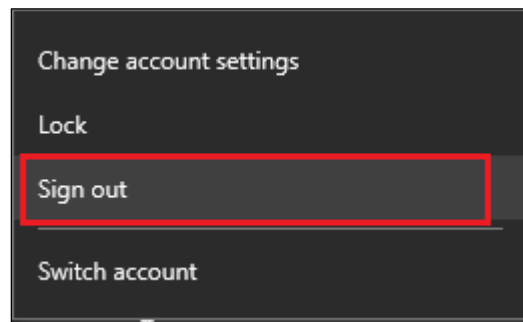 Change account settings
Lock
Sign out
Switch account